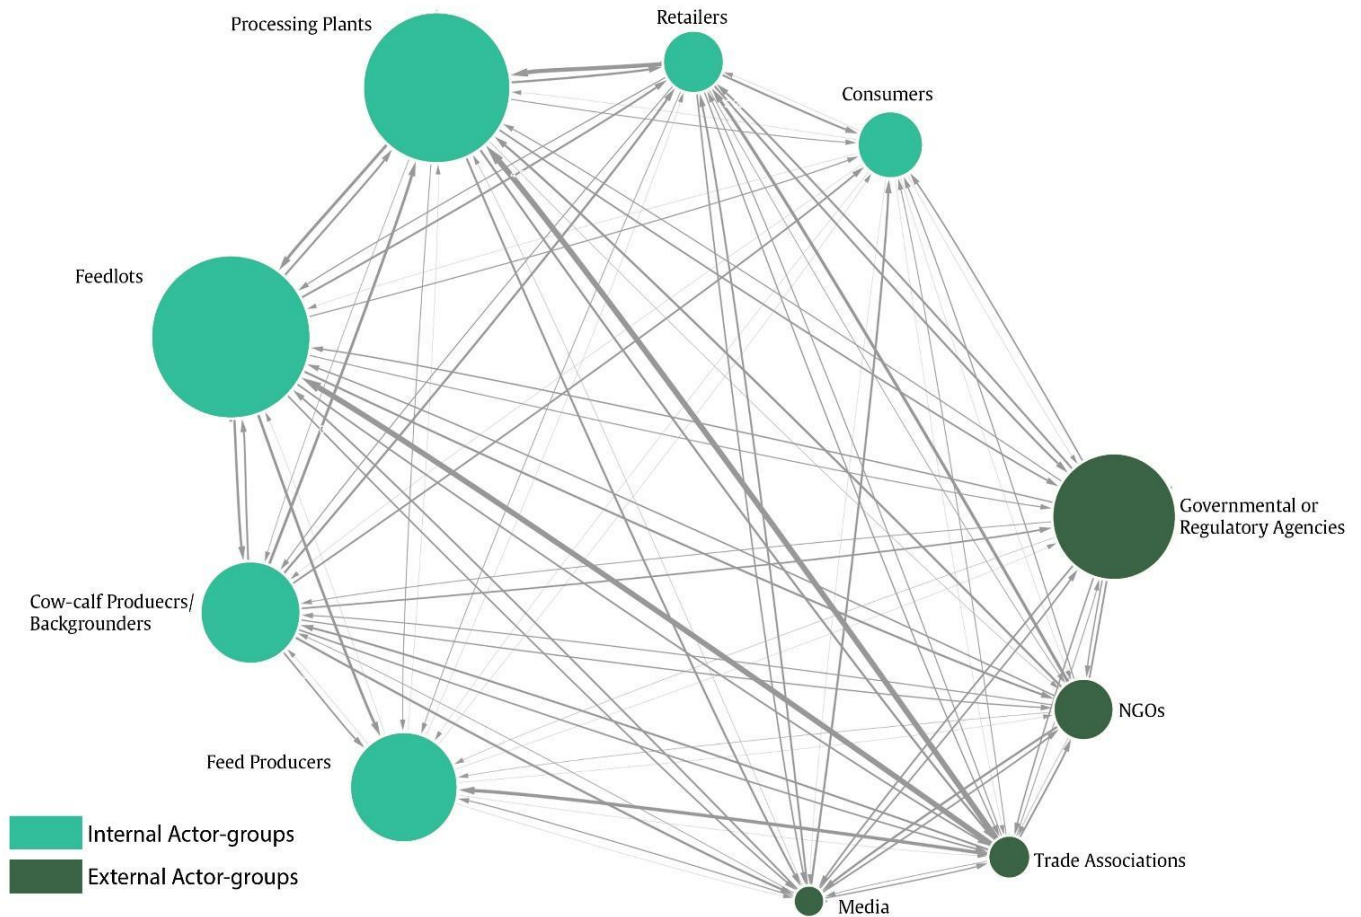 Processing Plants
Retailers
Consumers
Feedlots
Governmental or
Regulatory Agencies
Cow-calf Produecrs/
Backgrounders
NGOs
Feed Producers
Internal Actor-groups
External Actor-groups
Trade Associations
Media